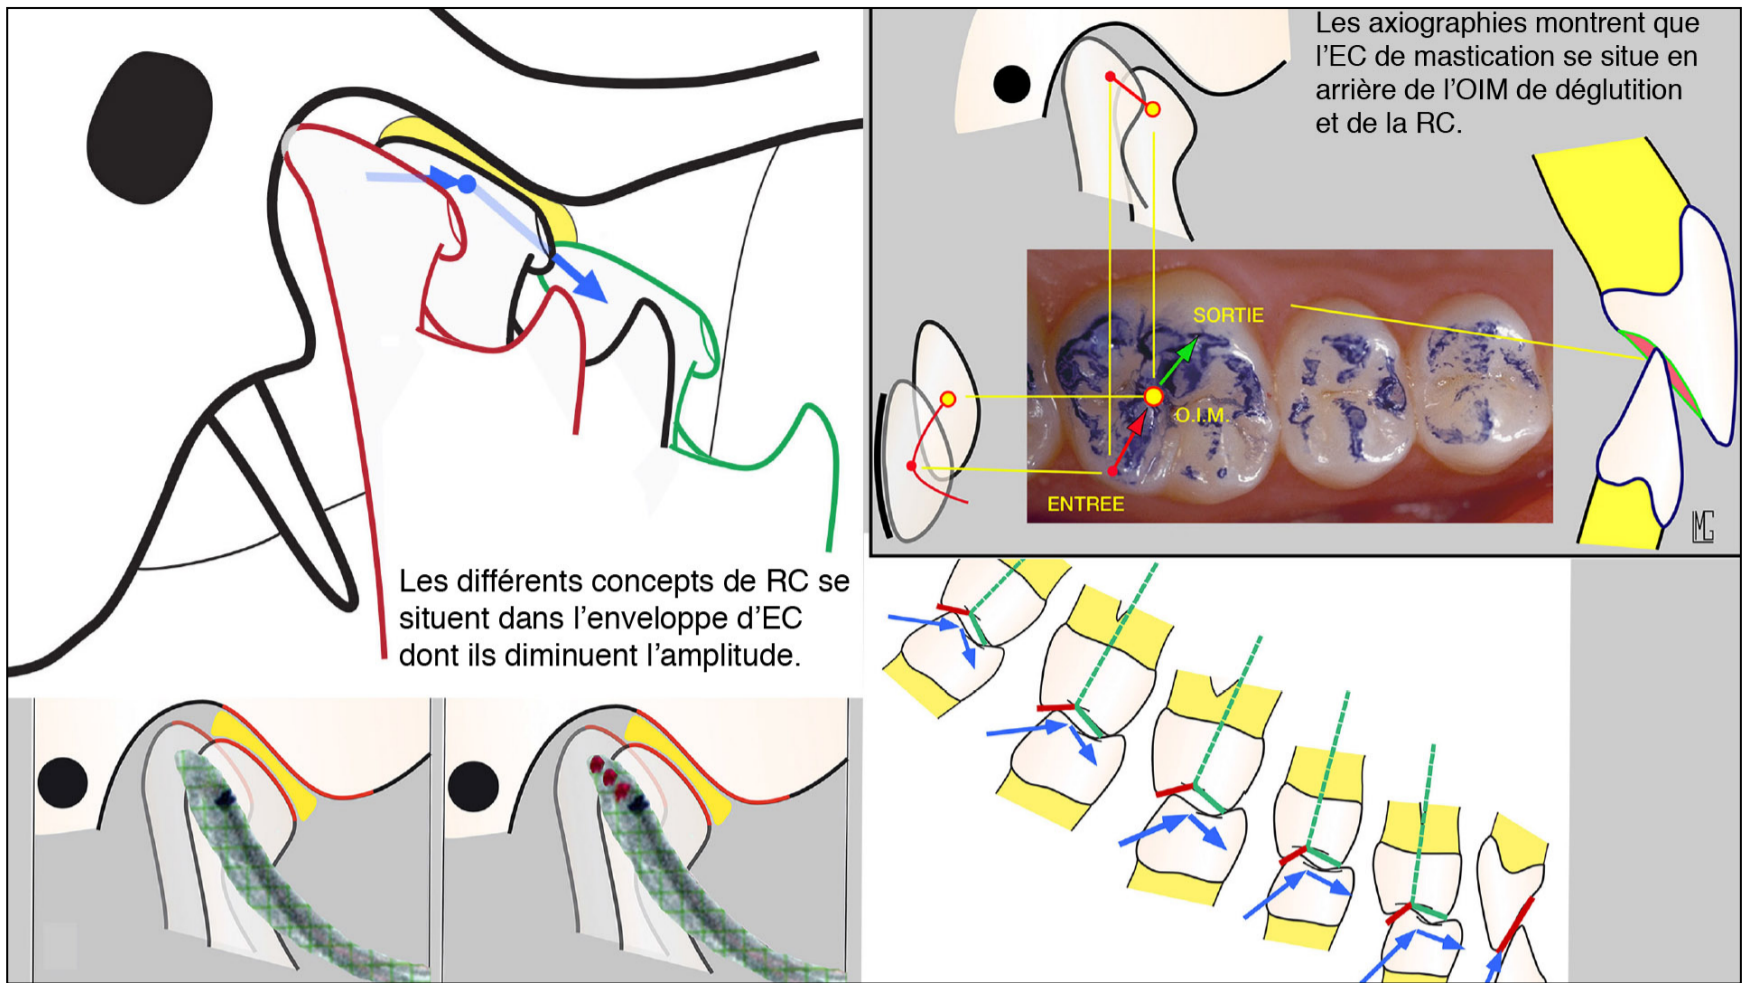 Les axiographies montrent que
l'EC de mastication se situe en
arrière de l'OIM de déglutition
et de la RC.
SORTIE
O.I.M.
ENTREE
Les différents concepts de RC se
situent dans l'enveloppe d'EC
dont ils diminuent l'amplitude.